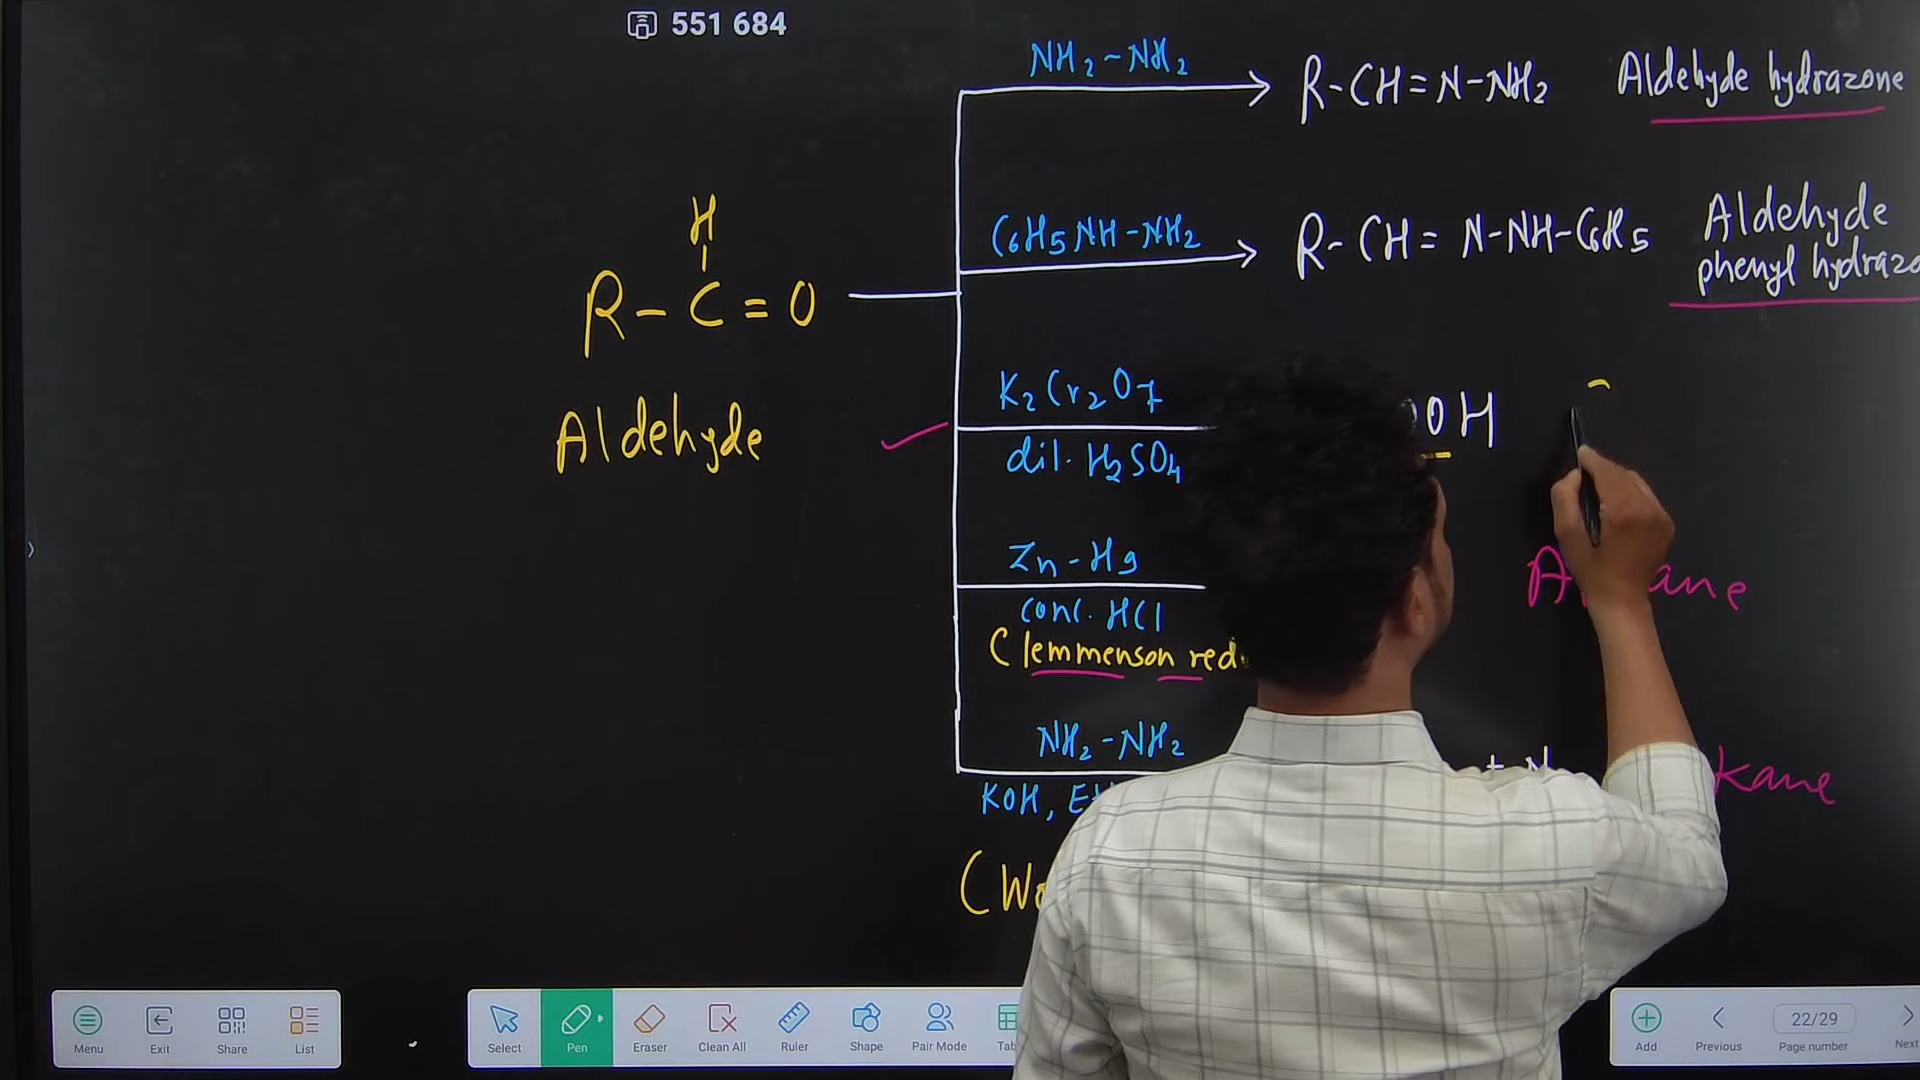 551 684
NH2-NH2
R-CH=N-NH2
Aldehyde hydrazone
C6H5NH-NH2
R-CH=N-NH-C6H5
Aldehyde
phenyl
H
R-C=O
Aldehyde
K2Cr2O7
dil. H2SO4
OH
Zn-Hg
conc. HCl
Clemmenson
NH2-NH2
KOH,
Menu
Exit
Share
List
Select
Pen
Eraser
Clean All
Ruler
Shape
Pair Mode
Add
Previous
22/29
Page number
Next